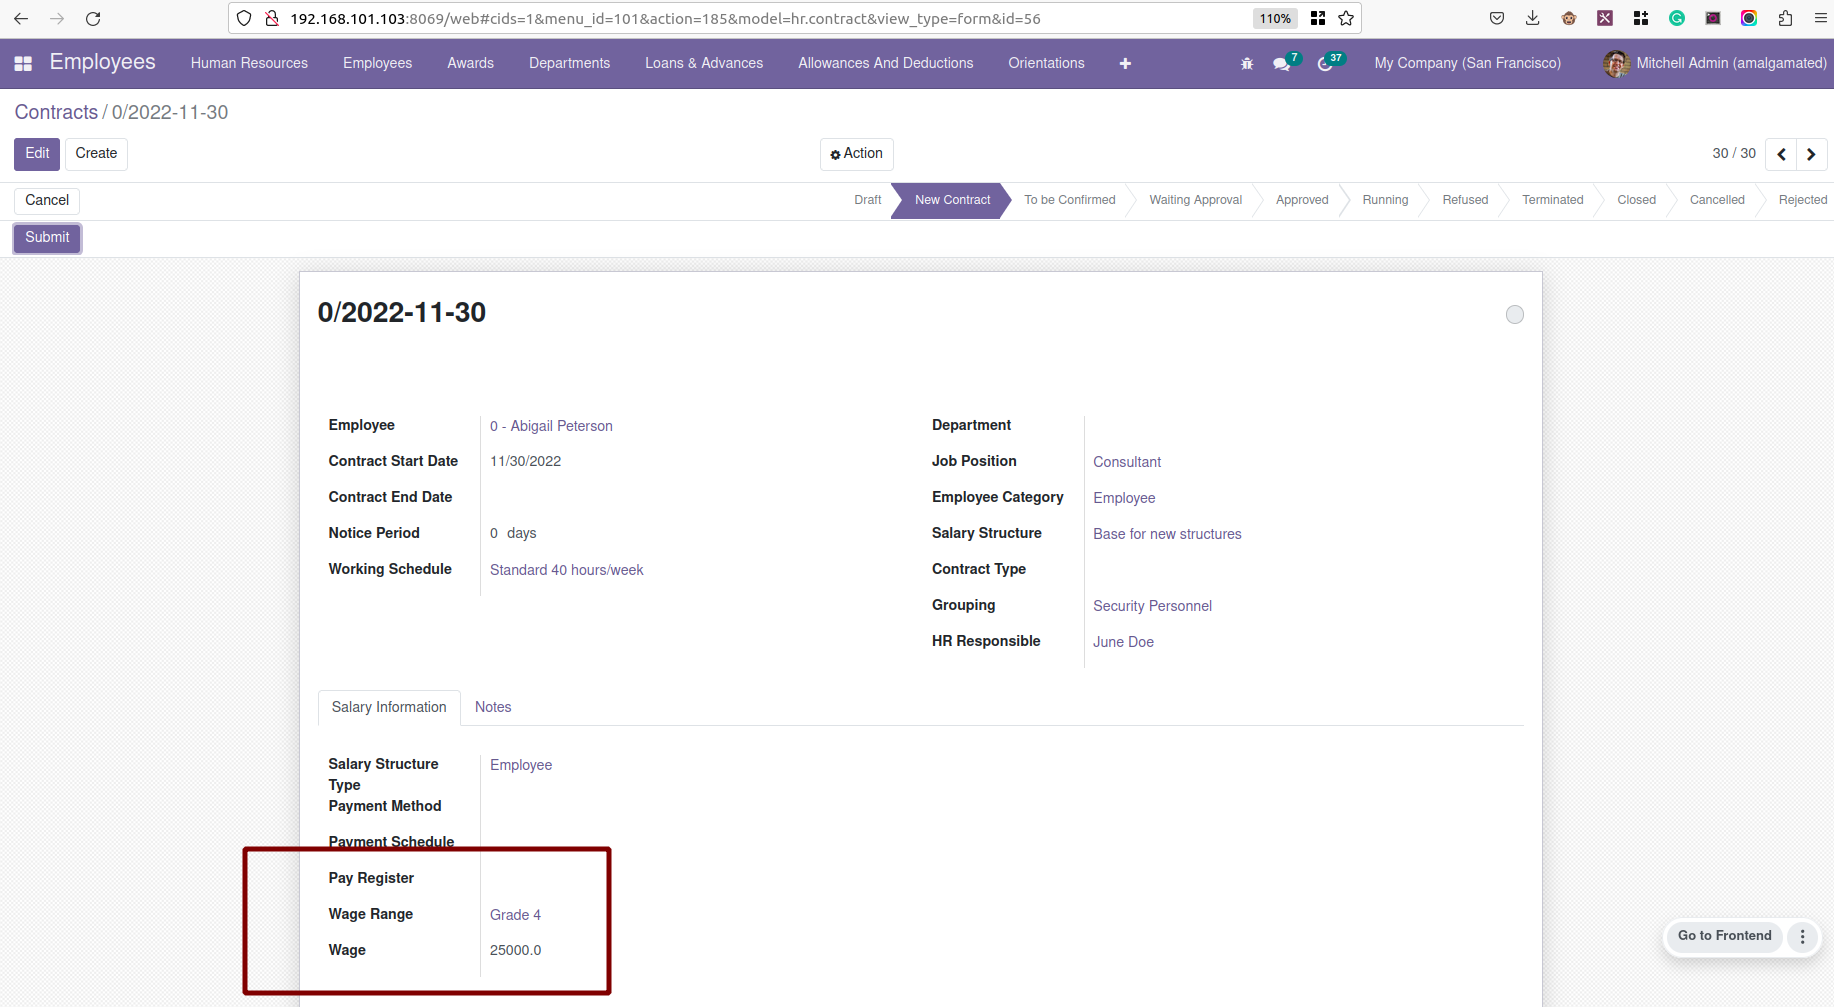 192.168.101.103:8069/web#cids=1&menu_id=101&action=185&model=hr.contract&view_type=form&id=56 110%
Employees Human Resources Employees Awards Departments Loans & Advances Allowances And Deductions Orientations 7 37 My Company (San Francisco) Mitchell Admin (amalgamated)
Contracts / 0/2022-11-30
Edit Create Action 30 / 30
Cancel Draft New Contract To be Confirmed Waiting Approval Approved Running Refused Terminated Closed Cancelled Rejected
Submit
0/2022-11-30
Employee 0 - Abigail Peterson
Contract Start Date 11/30/2022
Contract End Date
Notice Period 0 days
Working Schedule Standard 40 hours/week
Department
Job Position Consultant
Employee Category Employee
Salary Structure Base for new structures
Contract Type
Grouping Security Personnel
HR Responsible June Doe
Salary Information Notes
Salary Structure Employee
Type
Payment Method
Payment Schedule
Pay Register
Wage Range Grade 4
Wage 25000.0
Go to Frontend